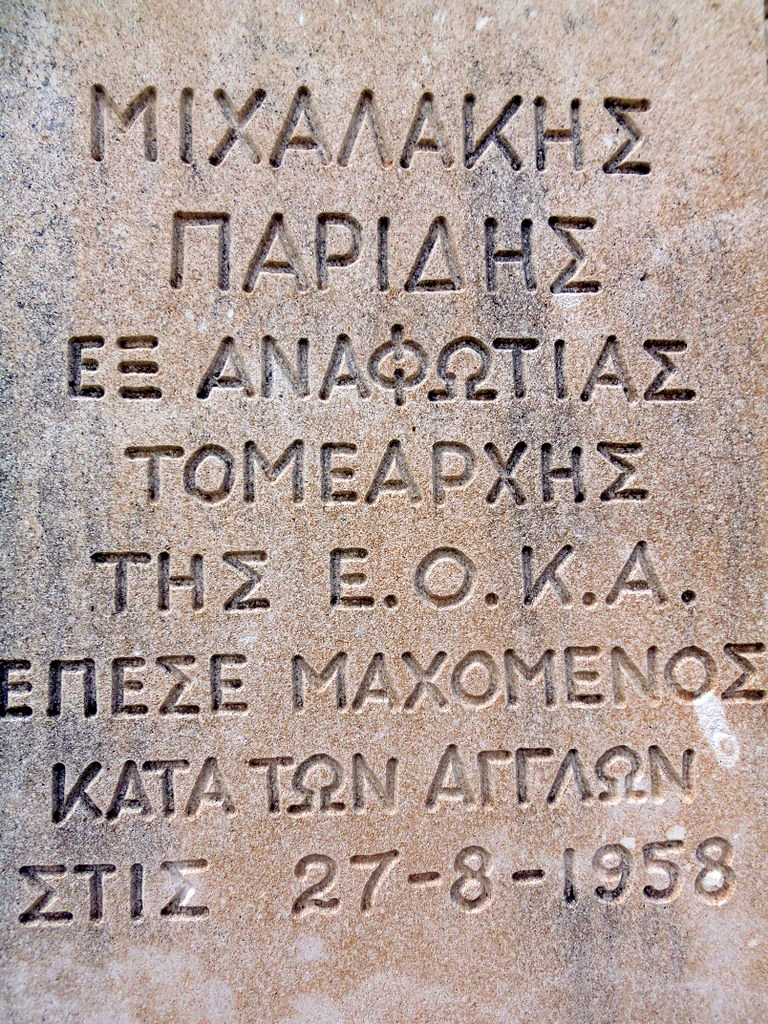 ΜΙΧΑΛΑΚΗΣ
ΠΑΡΙΔΗΣ
ΕΞ ΑΝΑΦΩΤΙΑΣ
ΤΟΜΕΑΡΧΗΣ
ΤΗΣ Ε.Ο.Κ.Α.
ΕΠΕΣΕ ΜΑΧΟΜΕΝΟΣ
ΚΑΤΑ ΤΩΝ ΑΓΓΛΩΝ
ΣΤΙΣ 27-8-1958